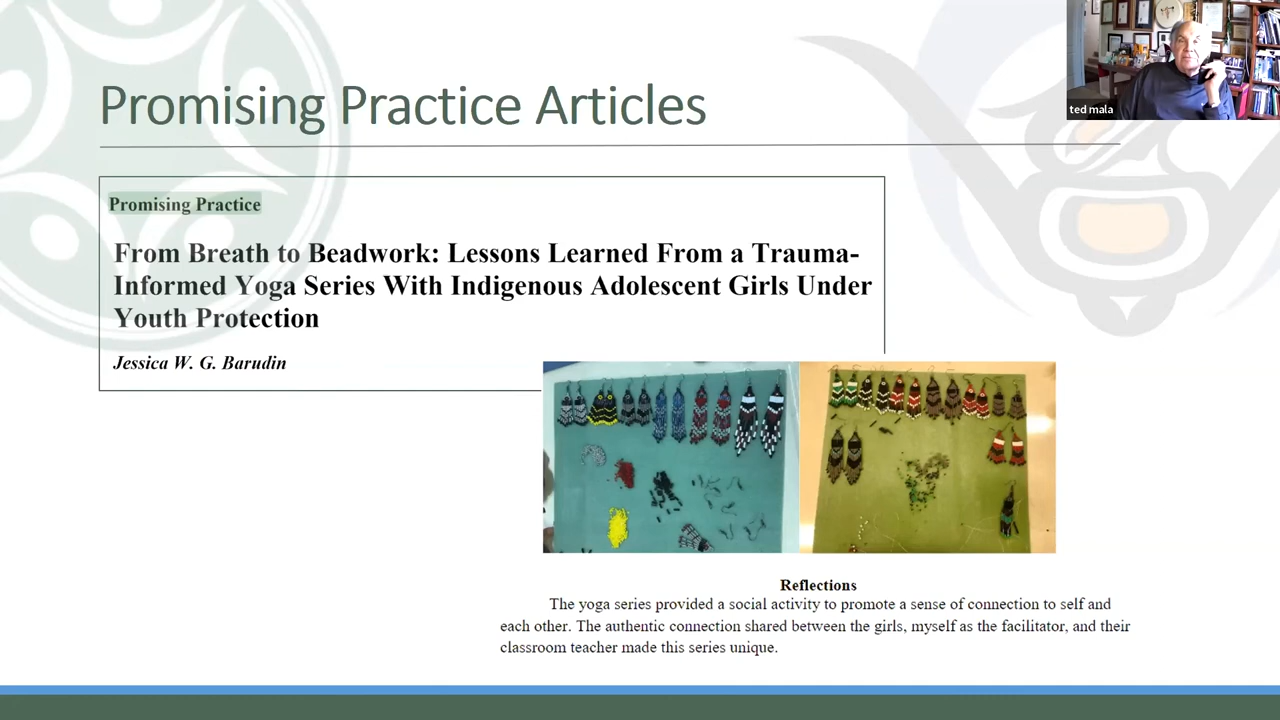 Promising Practice Articles
ted mala
Promising Practice
From Breath to Beadwork: Lessons Learned From a Trauma-
Informed Yoga Series With Indigenous Adolescent Girls Under
Youth Protection
Jessica W. G. Barudin
Reflections
The yoga series provided a social activity to promote a sense of connection to self and
each other. The authentic connection shared between the girls, myself as the facilitator, and their
classroom teacher made this series unique.